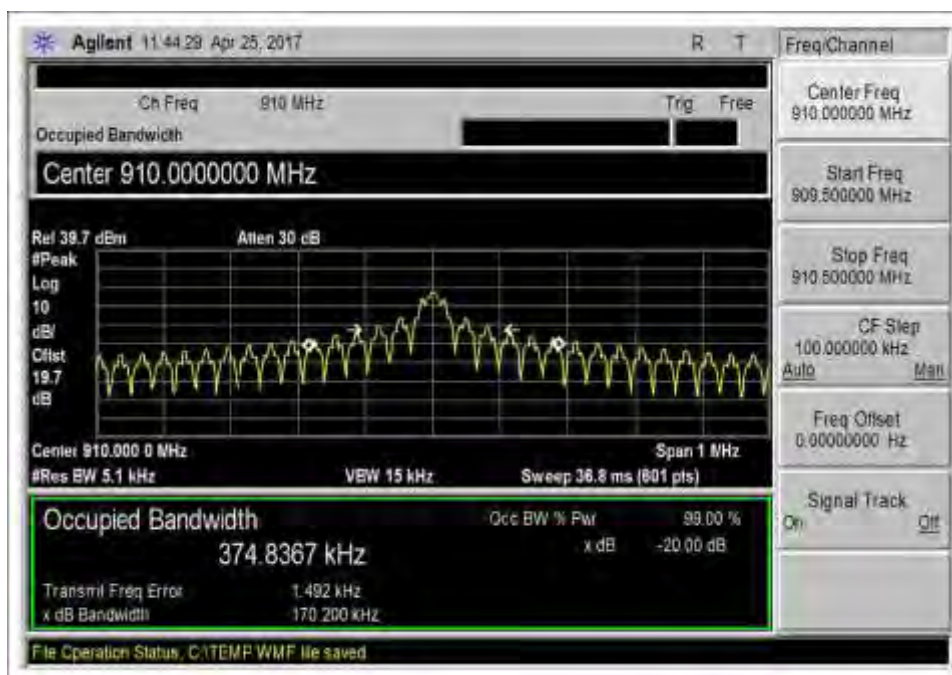 Agilent 11:44:29 Apr 25, 2017 R T
Ch Freq 910 MHz Trig Free
Occupied Bandwidth
Center 910.0000000 MHz
Ref 39.7 dBm Atten 30 dB
#Peak
Log
10
dB/
Offst
19.7
dB
Center 910.000 0 MHz Span 1 MHz
#Res BW 5.1 kHz VBW 15 kHz Sweep 36.8 ms (601 pts)
Occupied Bandwidth Occ BW % Pwr 99.00 %
374.8367 kHz x dB -20.00 dB
Transmit Freq Error 1.492 kHz
x dB Bandwidth 170.200 kHz
File Operation Status, C:\TEMP.WMF file saved
Freq/Channel
Center Freq
910.000000 MHz
Start Freq
909.500000 MHz
Stop Freq
910.500000 MHz
CF Step
100.000000 kHz
Auto Man
Freq Offset
0.00000000 Hz
Signal Track
On Off